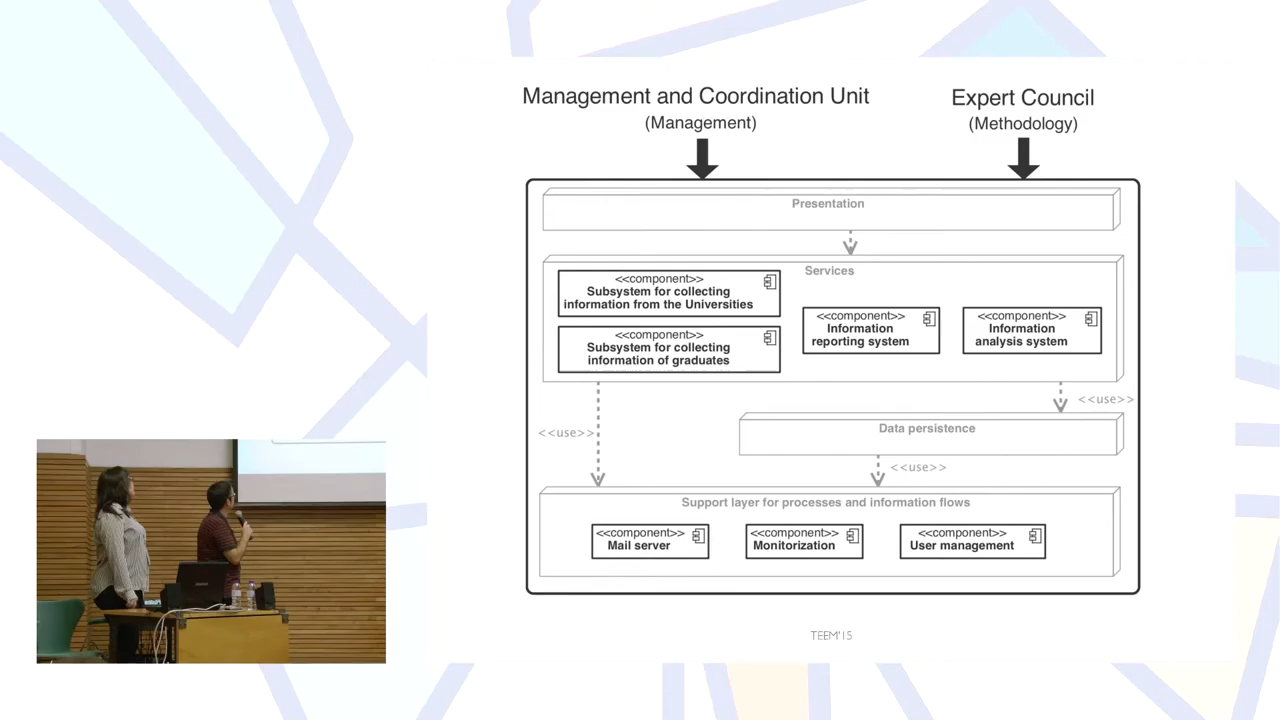 Management and Coordination Unit
(Management)
Expert Council
(Methodology)
Presentation
Services
<<component>>
Subsystem for collecting
information from the Universities
<<component>>
Subsystem for collecting
information of graduates
<<component>>
Information
reporting system
<<component>>
Information
analysis system
<<use>>
<<use>>
Data persistence
<<use>>
Support layer for processes and information flows
<<component>>
Mail server
<<component>>
Monitorization
<<component>>
User management
TEEM'15